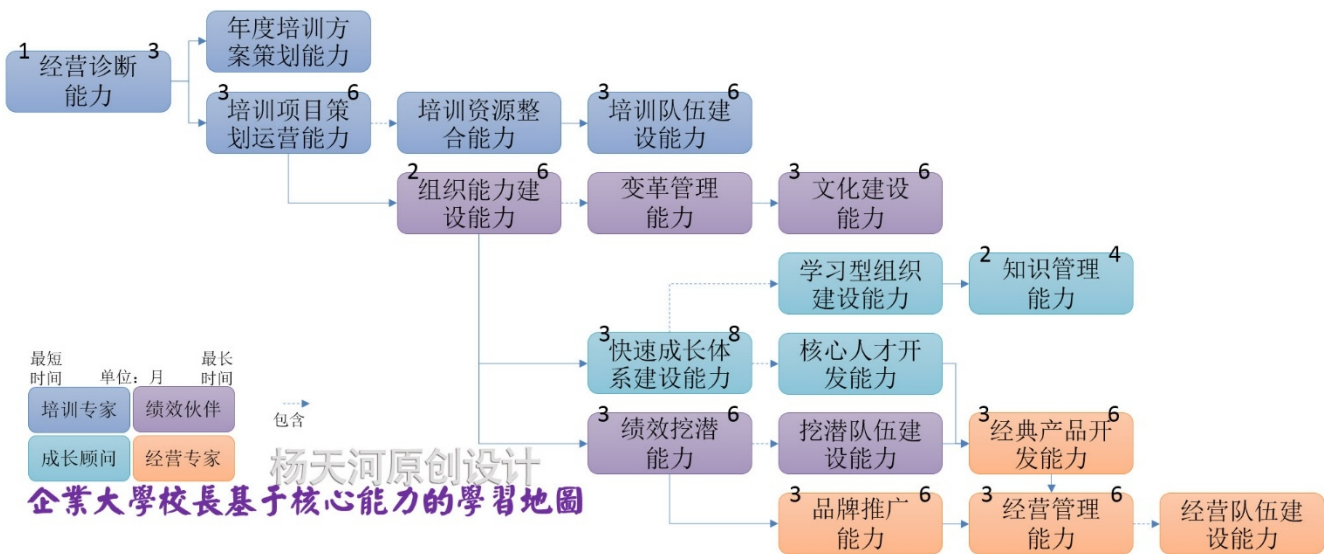 年度培训方
案策划能力
1 3
经营诊断
能力
3 6
培训项目策
划运营能力
培训资源整
合能力
3 6
培训队伍建
设能力
2 6
组织能力建
设能力
变革管理
能力
3 6
文化建设
能力
学习型组织
建设能力
2 4
知识管理
能力
3 8
快速成长体
系建设能力
核心人才开
发能力
3 6
绩效挖潜
能力
挖潜队伍建
设能力
3 6
经典产品开
发能力
3 6
品牌推广
能力
3 6
经营管理
能力
经营队伍建
设能力
最短
时间
单位：月
最长
时间
培训专家
绩效伙伴
成长顾问
经营专家
包含
杨天河原创设计
企業大學校長基于核心能力的學習地圖